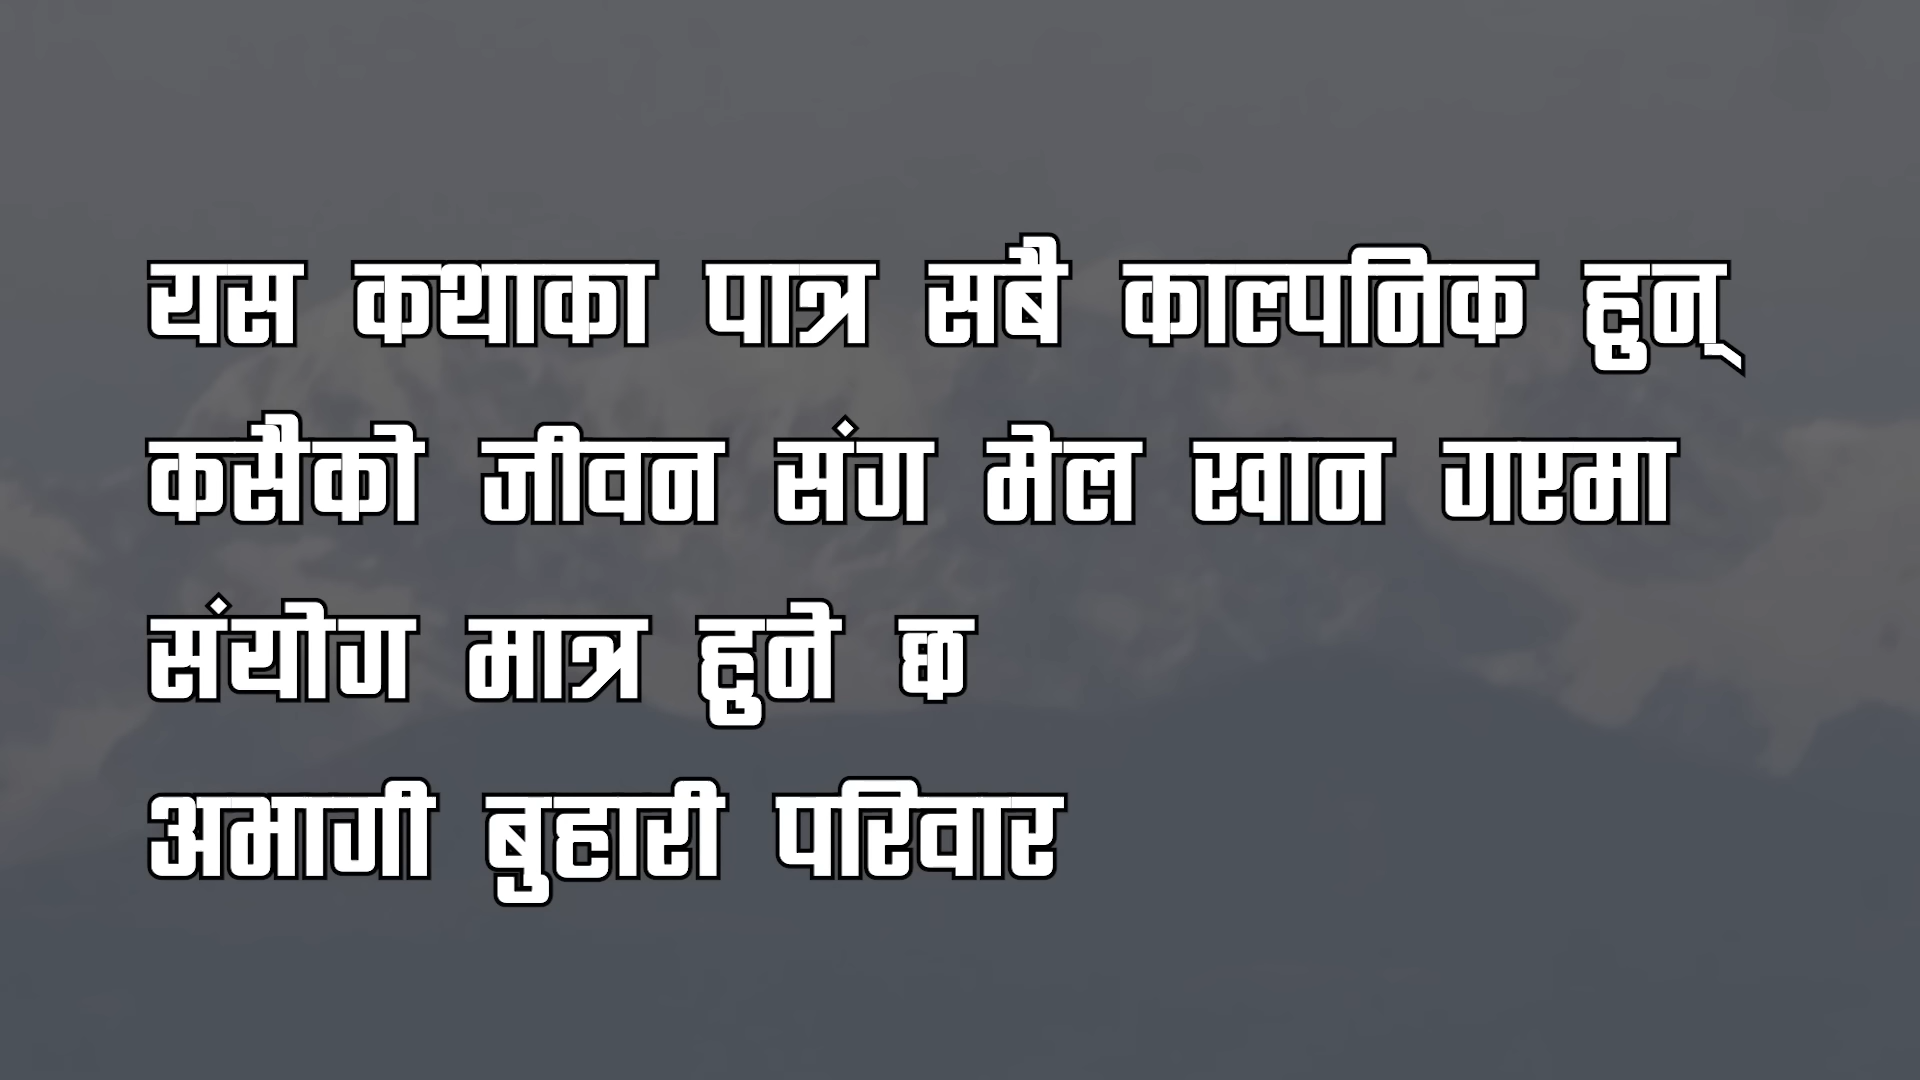 यस कथाका पात्र सबै काल्पनिक हुन्
कसैको जीवन संग मेल खान गएमा
संयोग मात्र हुने छ
अभागी बुहारी परिवार